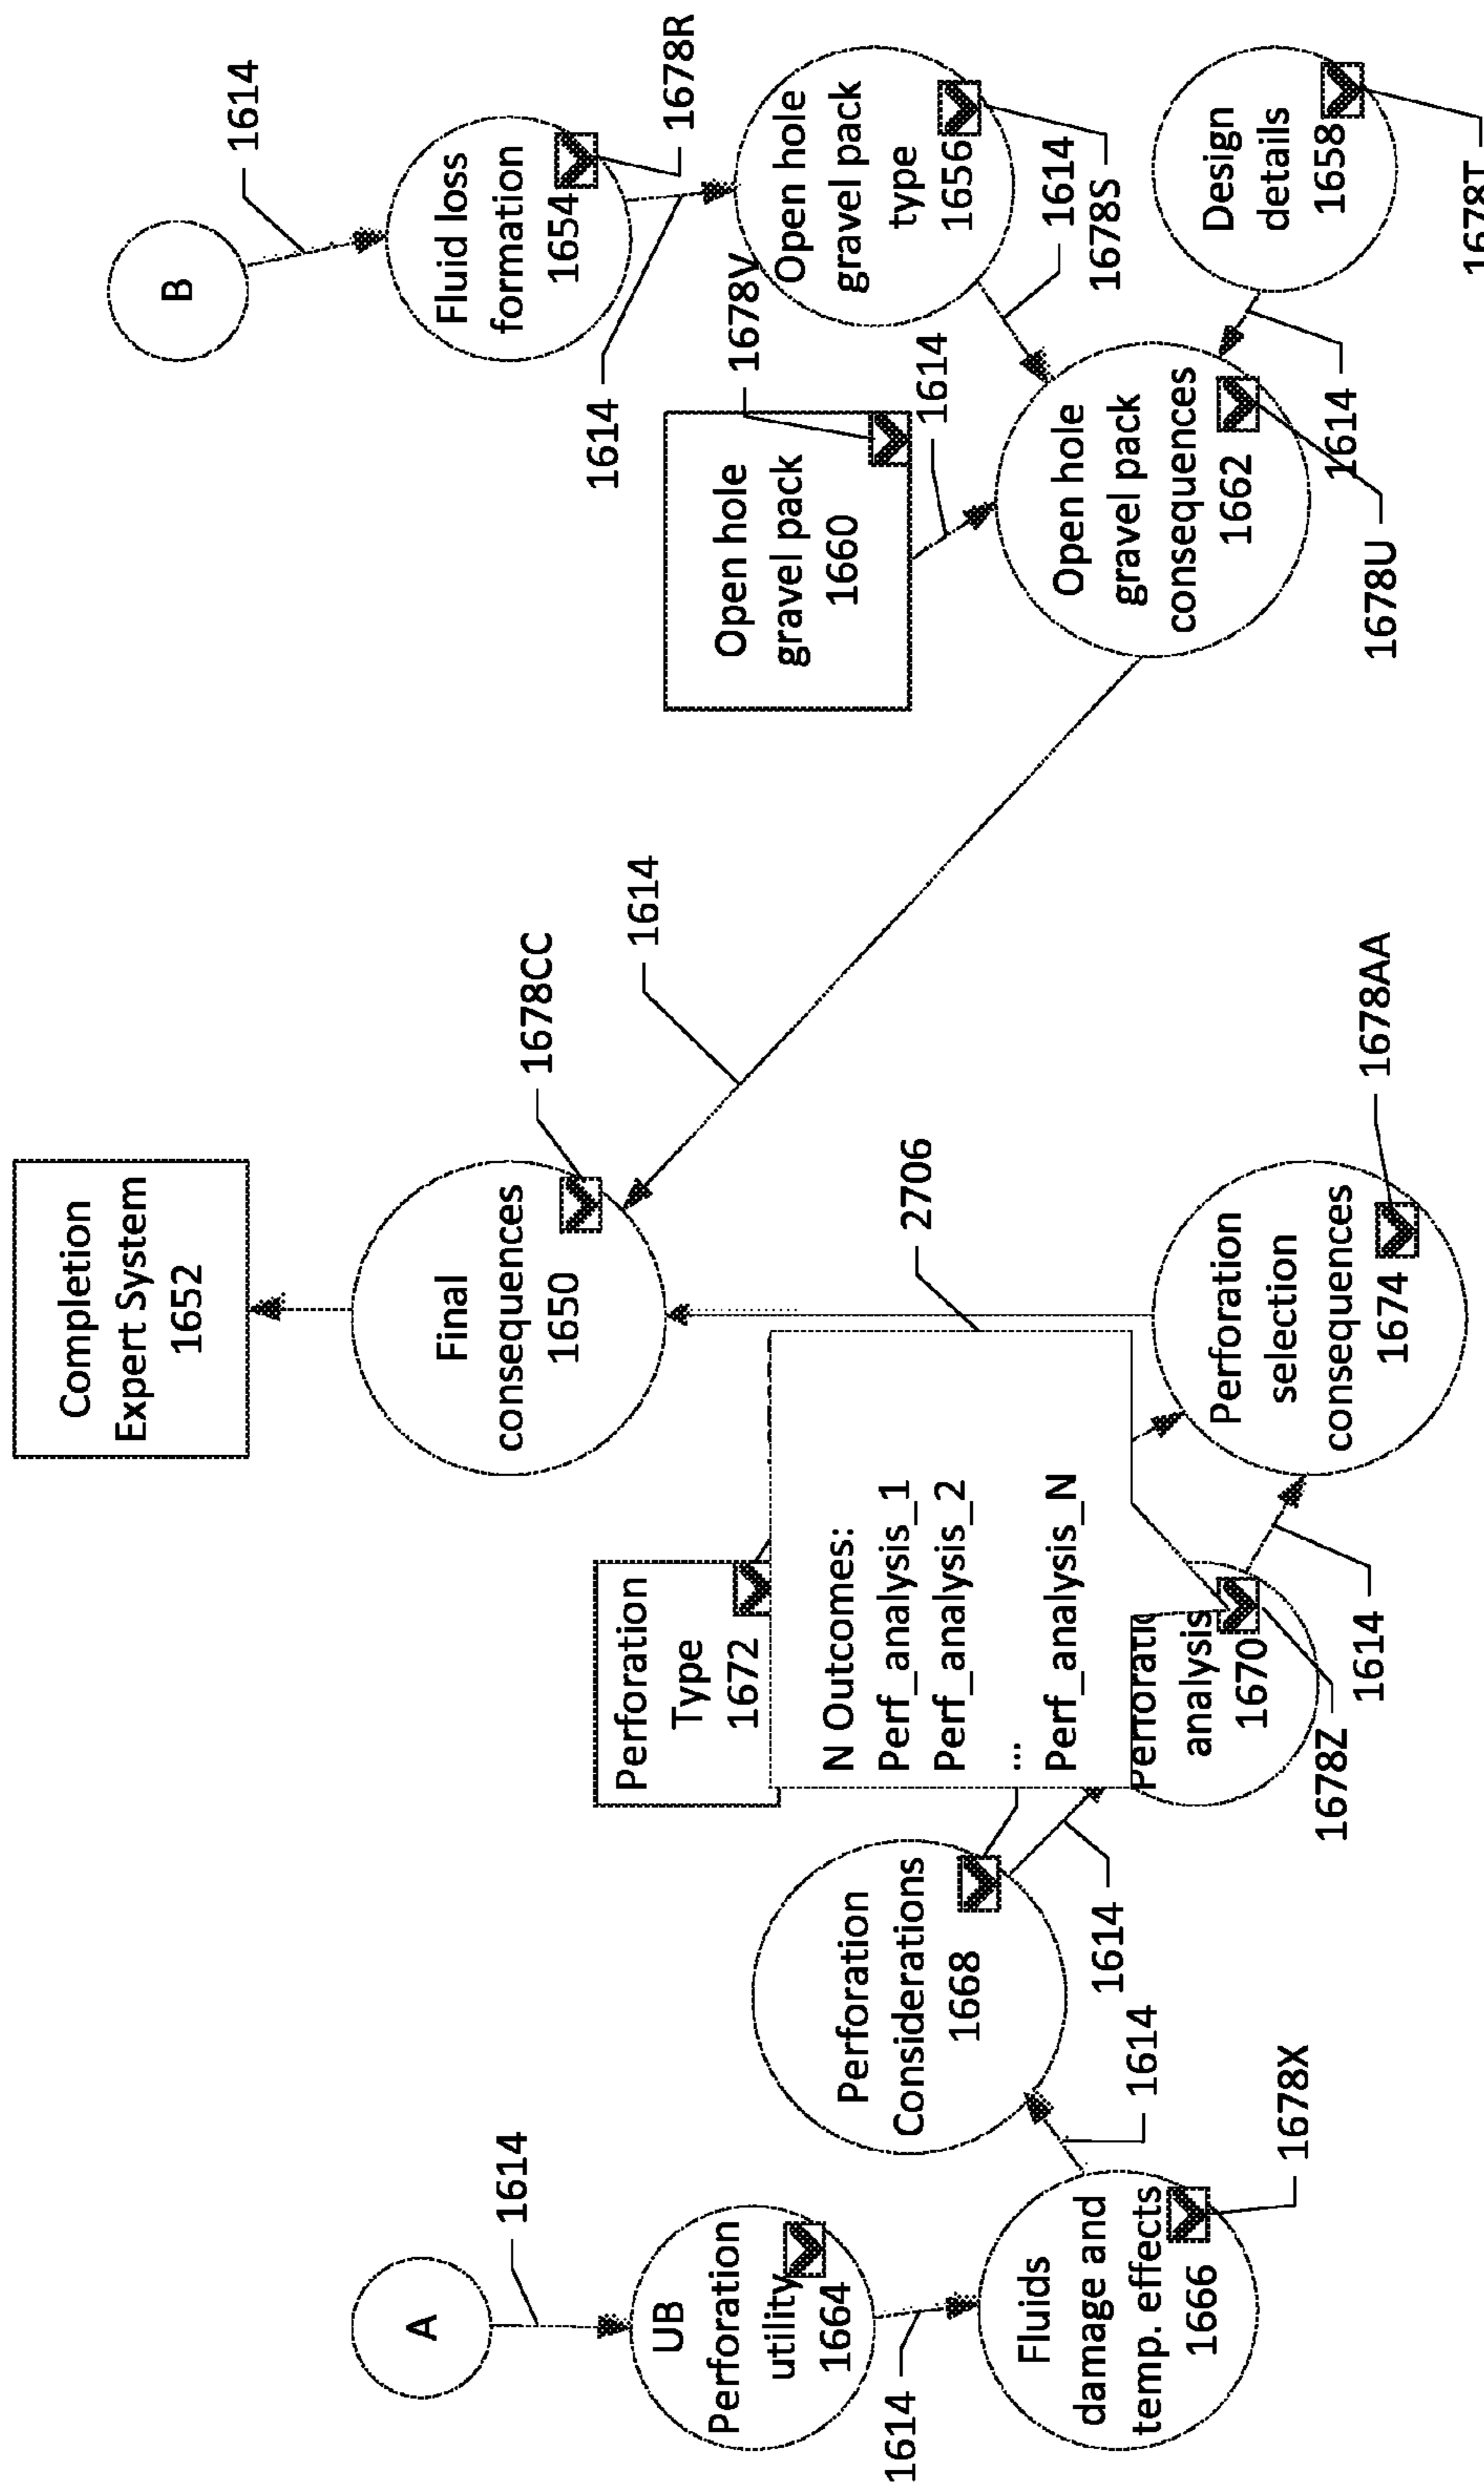 Completion
Expert System
1652
Final
consequences
1650
1678CC
1614
B
1614
Fluid loss
formation
1654
1678R
1614
Open hole
gravel pack
type
1656
1614
1678S
1678V
Open hole
gravel pack
1660
1614
Design
details
1658
1678T
1614
Open hole
gravel pack
consequences
1662
1678U
A
1614
UB
Perforation
utility
1664
1614
Fluids
damage and
temp. effects
1666
1678X
1614
Perforation
Considerations
1668
1614
Perforation
Type
1672
N Outcomes:
Perf_analysis_1
Perf_analysis_2
...
Perf_analysis_N
2706
analysis
1670
1678Z
1614
Perforation
selection
consequences
1674
1678AA